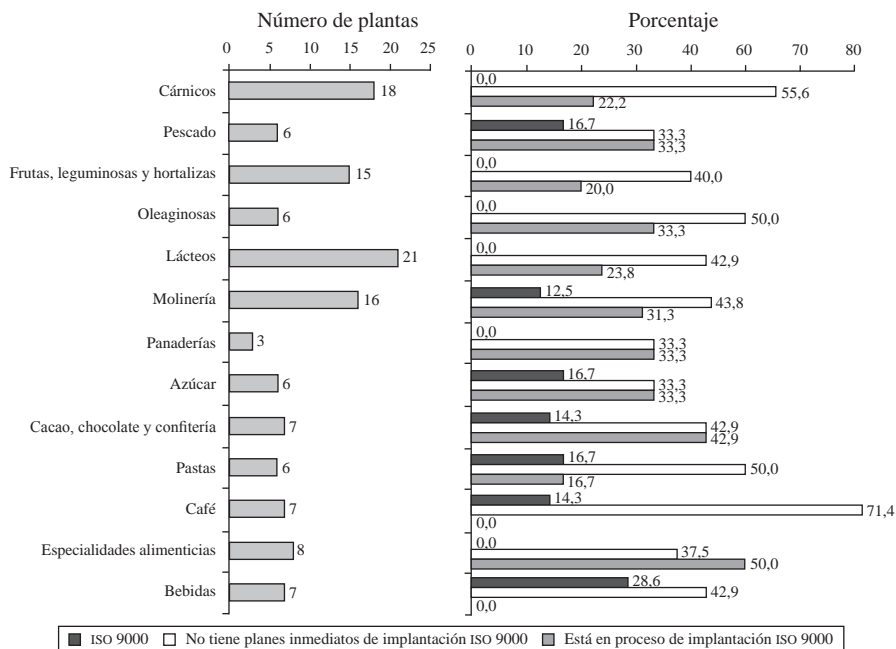 Número de plantas
Porcentaje
0 5 10 15 20 25
0 10 20 30 40 50 60 70 80
Cárnicos 18 0,0 55,6 22,2
Pescado 6 16,7 33,3 33,3
Frutas, leguminosas y hortalizas 15 0,0 40,0 20,0
Oleaginosas 6 0,0 50,0 33,3
Lácteos 21 0,0 42,9 23,8
Molinería 16 12,5 43,8 31,3
Panaderías 3 0,0 33,3 33,3
Azúcar 6 16,7 33,3 33,3
Cacao, chocolate y confitería 7 14,3 42,9 42,9
Pastas 6 16,7 50,0 16,7
Café 7 14,3 71,4 0,0
Especialidades alimenticias 8 0,0 37,5 50,0
Bebidas 7 28,6 42,9 0,0
ISO 9000 No tiene planes inmediatos de implantación ISO 9000 Está en proceso de implantación ISO 9000